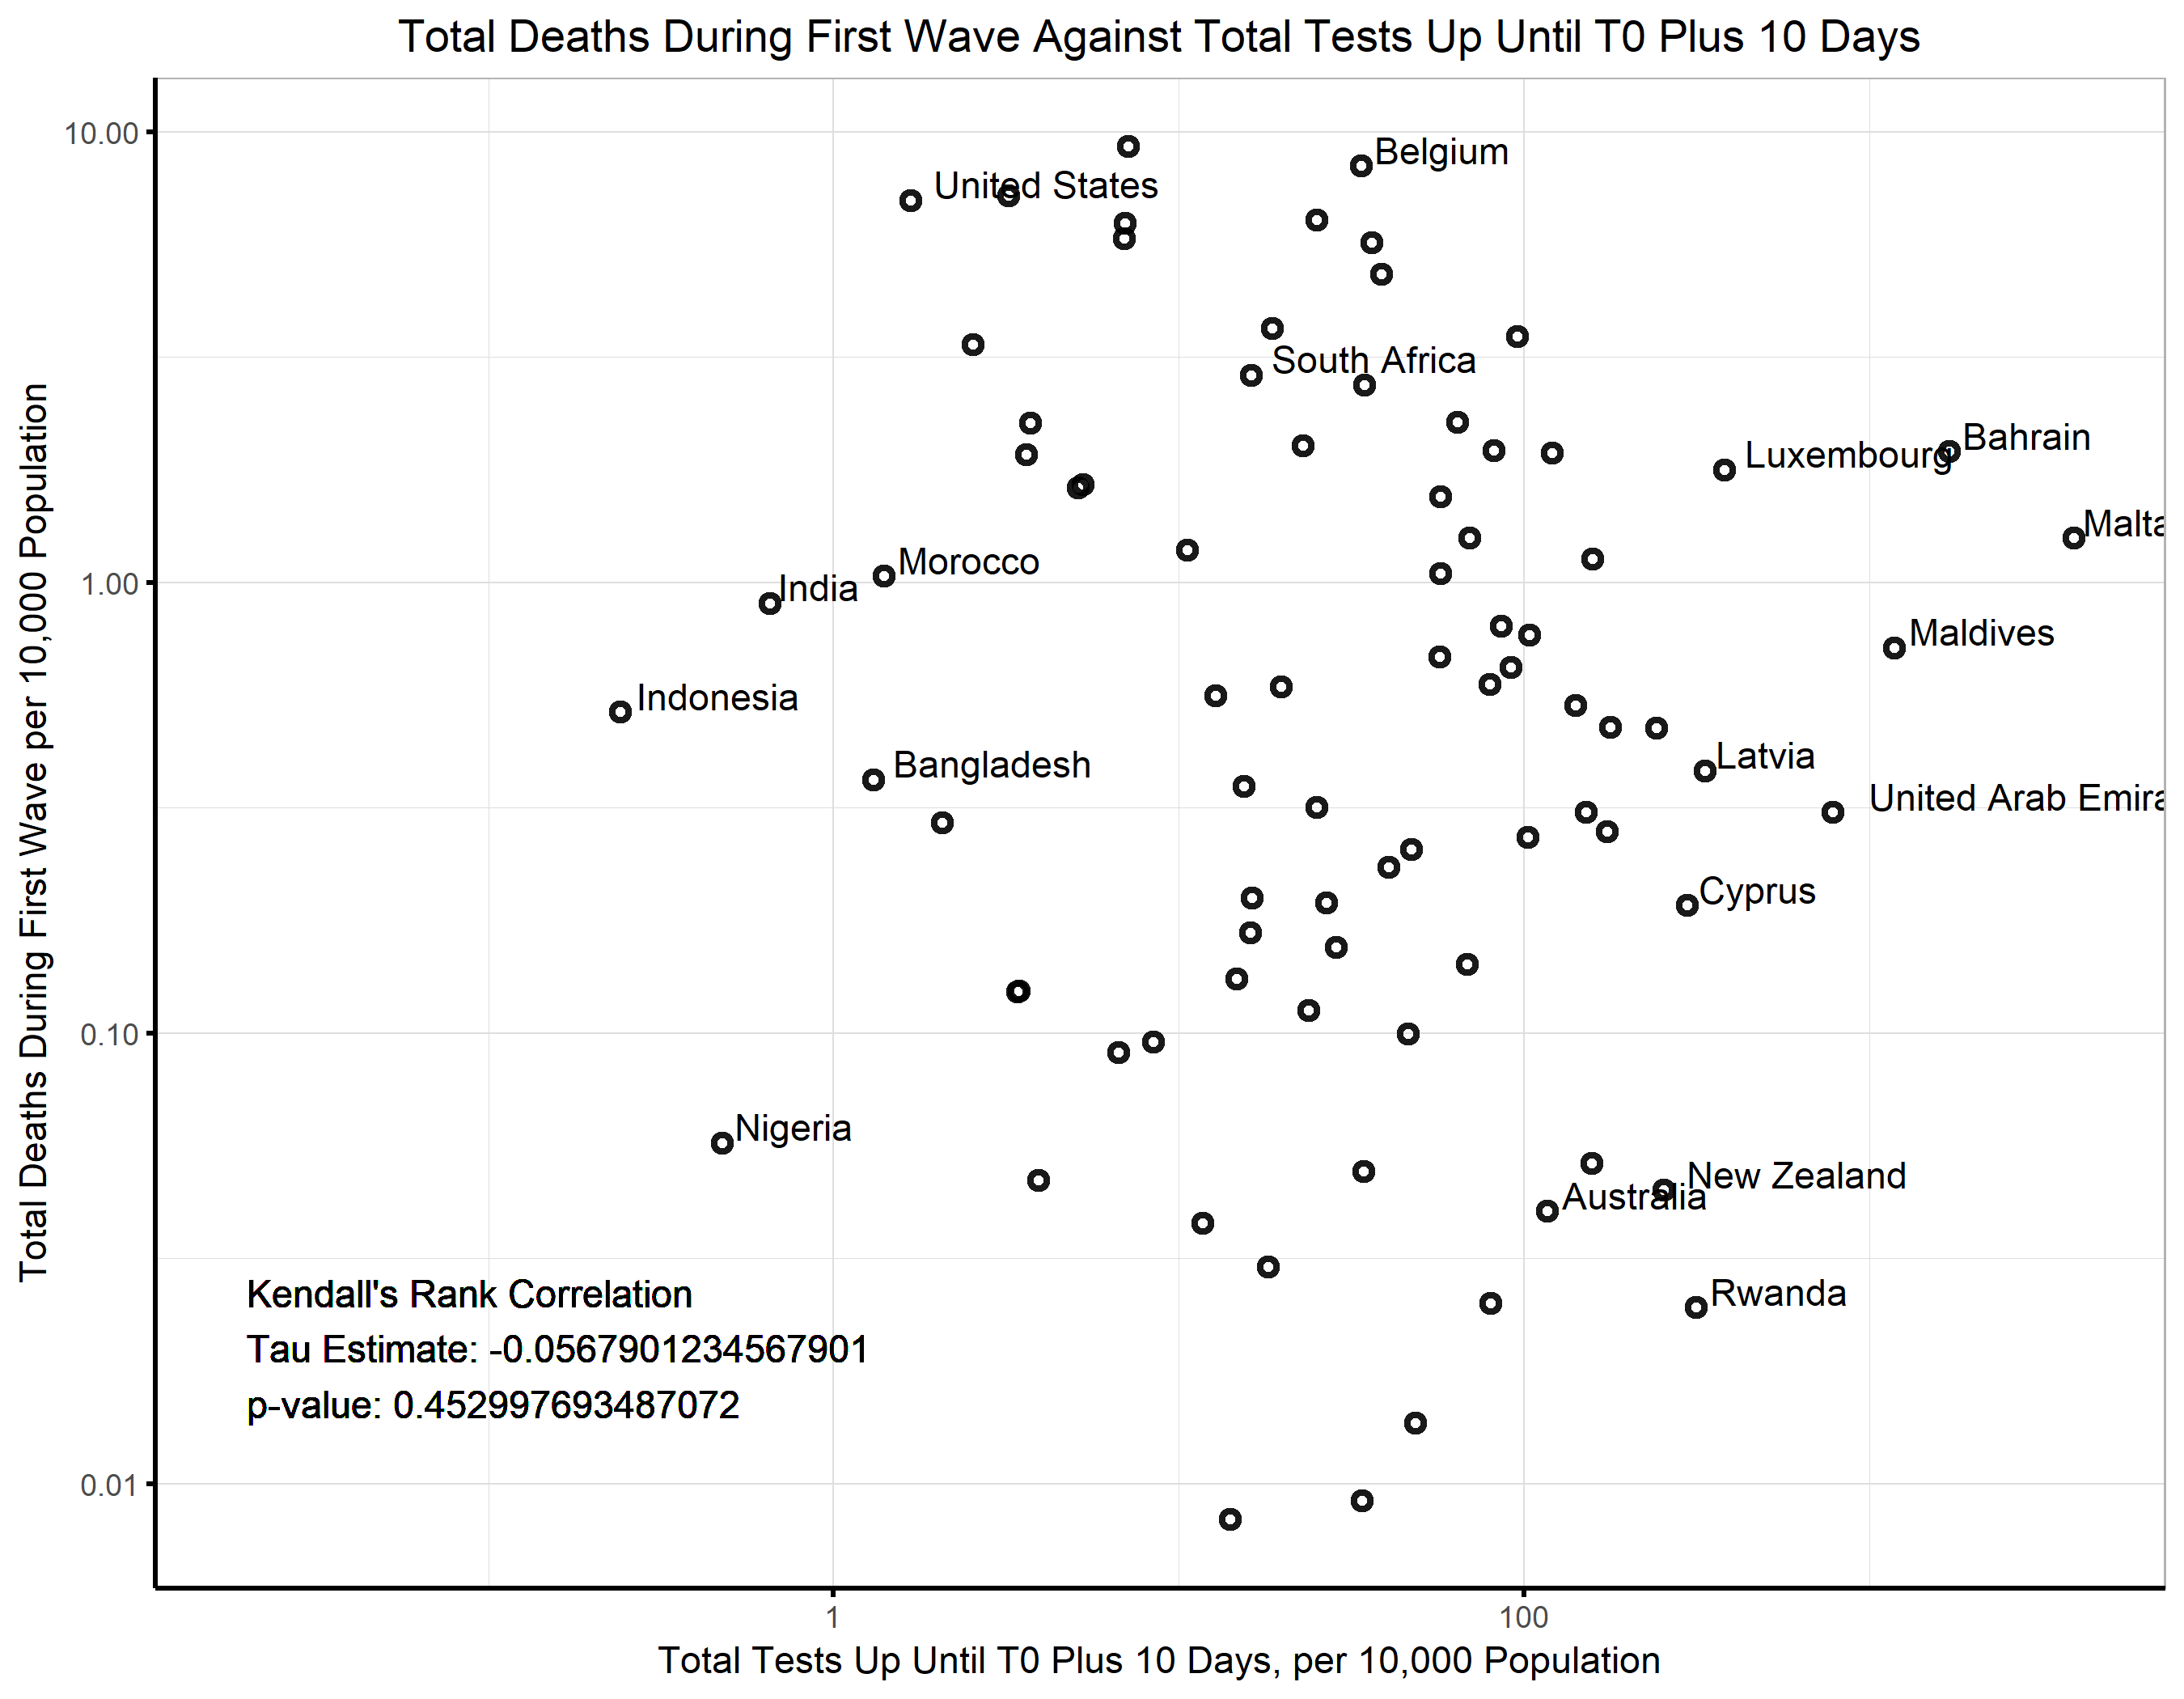 Total Deaths During First Wave Against Total Tests Up Until T0 Plus 10 Days
10.00
Belgium
United States
South Africa
Bahrain
Luxembourg
Malta
Morocco
1.00
India
Maldives
Indonesia
Latvia
Bangladesh
United Arab Emira
Cyprus
0.10
Nigeria
New Zealand
Australia
Rwanda
Kendall's Rank Correlation
Tau Estimate: -0.0567901234567901
p-value: 0.452997693487072
0.01
1
100
Total Tests Up Until T0 Plus 10 Days, per 10,000 Population
Total Deaths During First Wave per 10,000 Population